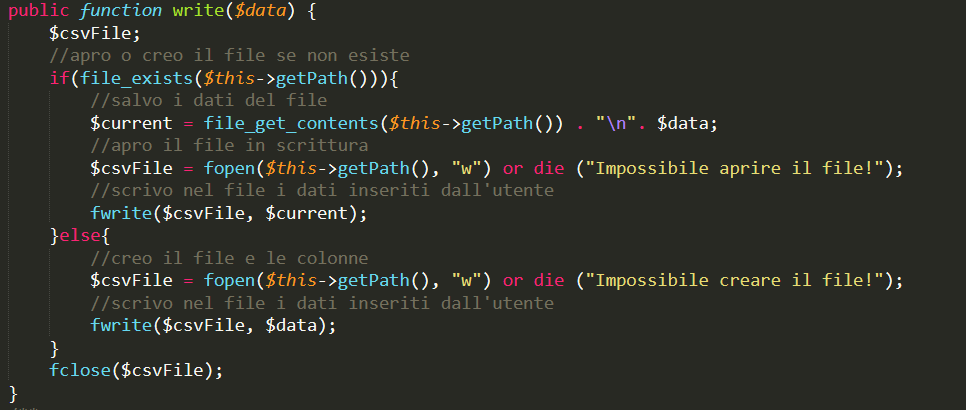 public function write($data) {
    $csvFile;
    //apro o creo il file se non esiste
    if(file_exists($this->getPath())){
        //salvo i dati del file
        $current = file_get_contents($this->getPath()) . "\n". $data;
        //apro il file in scrittura
        $csvFile = fopen($this->getPath(), "w") or die ("Impossibile aprire il file!");
        //scrivo nel file i dati inseriti dall'utente
        fwrite($csvFile, $current);
    }else{
        //creo il file e le colonne
        $csvFile = fopen($this->getPath(), "w") or die ("Impossibile creare il file!");
        //scrivo nel file i dati inseriti dall'utente
        fwrite($csvFile, $data);
    }
    fclose($csvFile);
}